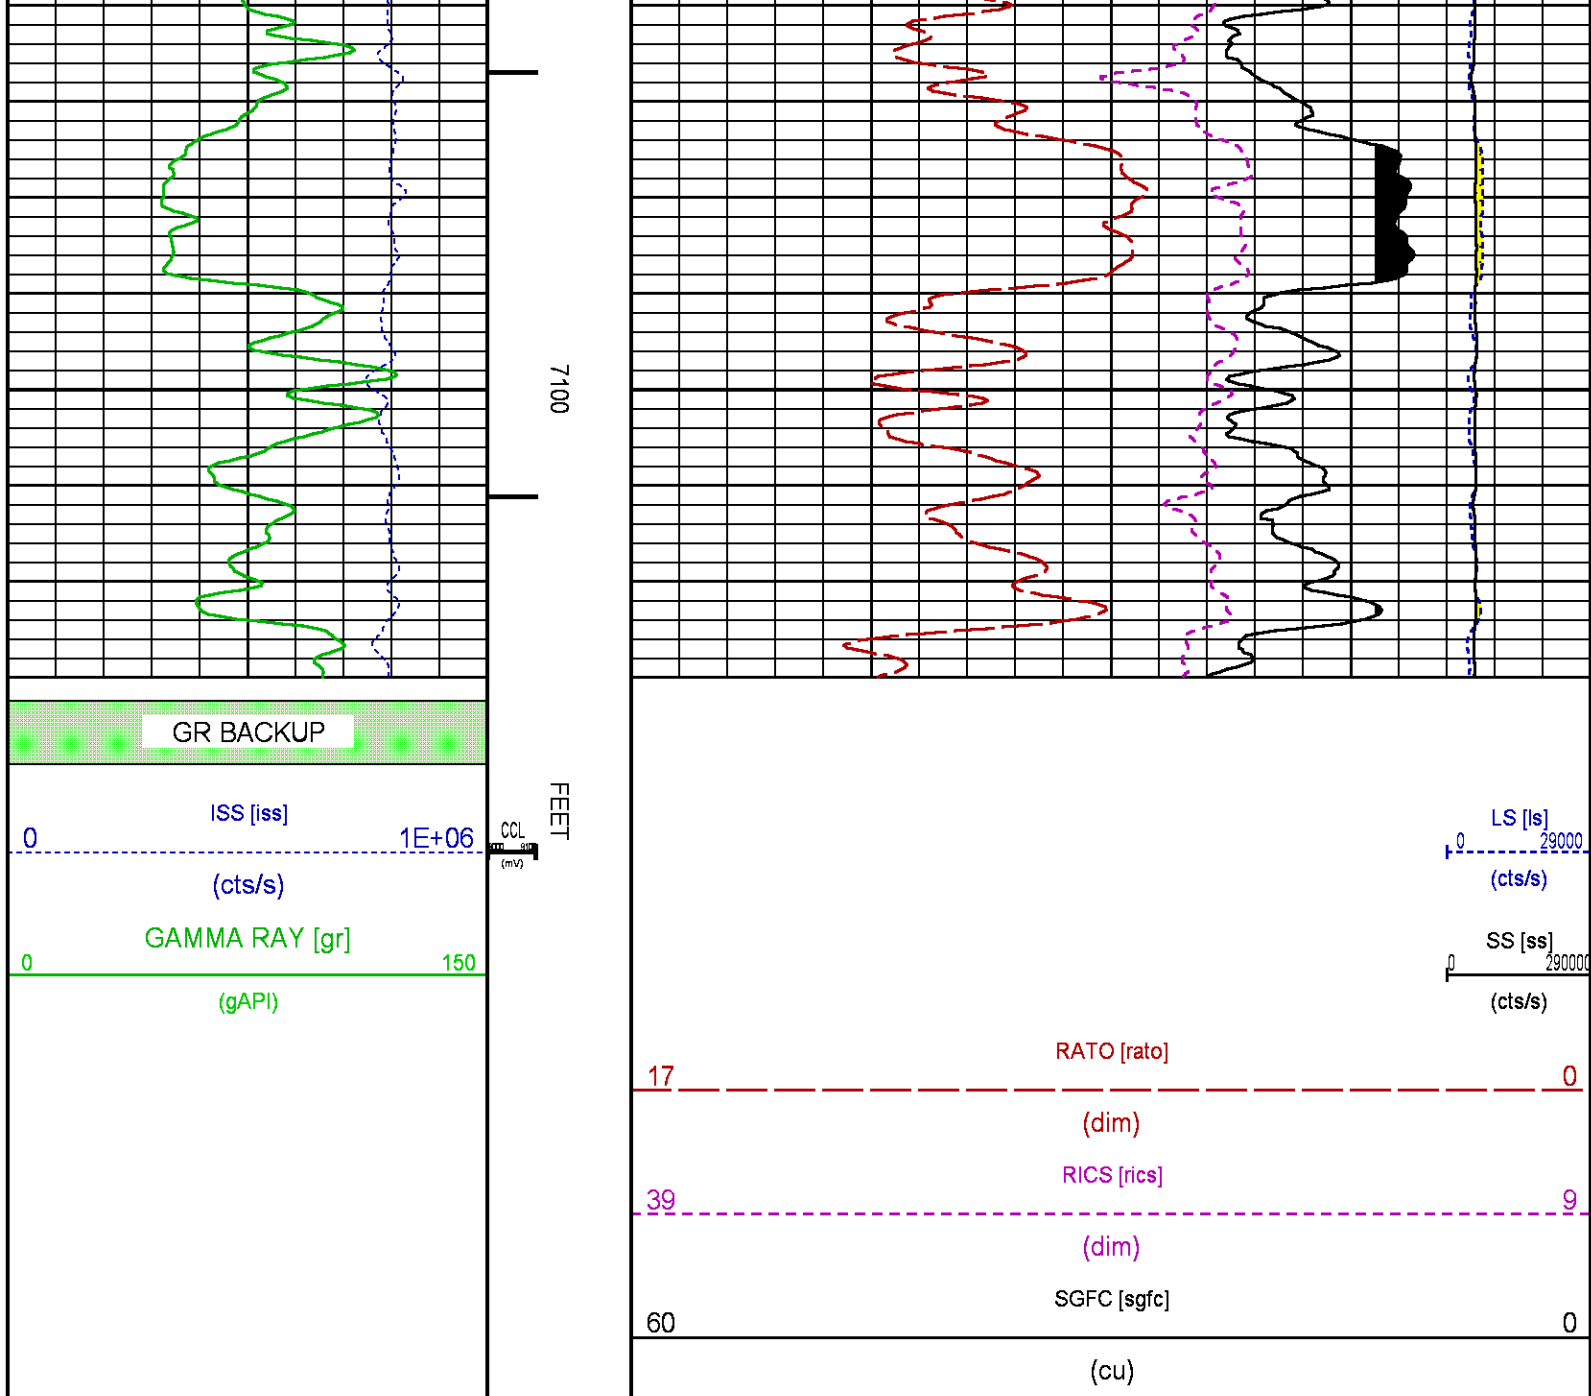 7100
GR BACKUP
FEET
ISS [iss]
0 1E+06
(cts/s)
CCL
(mV)
GAMMA RAY [gr]
0 150
(gAPI)
LS [ls]
0 29000
(cts/s)
SS [ss]
0 290000
(cts/s)
RATO [rato]
17 0
(dim)
RICS [rics]
39 9
(dim)
SGFC [sgfc]
60 0
(cu)